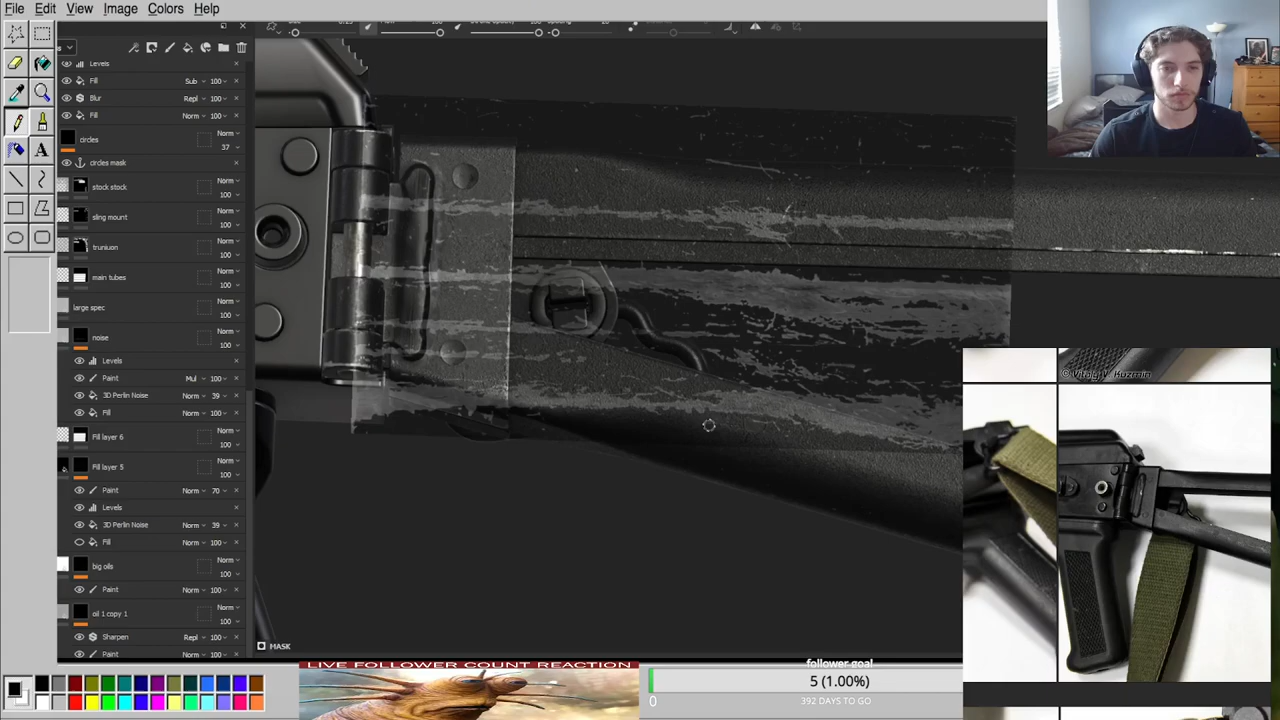 File Edit View Image Colors Help
Levels
Fill Sub 100
Blur Repl 100
Fill Norm 100
circles Norm 37
circles mask
stock stock Norm 100
sling mount Norm 100
truniuon Norm 100
main tubes Norm 100
large spec Norm 100
noise Norm 100
Levels
Paint Mul 100
3D Perlin Noise Norm 39
Fill Norm 100
Fill layer 6 Norm 100
Fill layer 5 Norm 100
Paint Norm 70
Levels
3D Perlin Noise Norm 39
Fill Norm 100
big oils Norm 100
Paint Norm 100
oil 1 copy 1 Norm 100
Sharpen Repl 100
Paint Norm 100
MASK
© Vitaly V. Kuzmin
LIVE FOLLOWER COUNT REACTION
follower goal
5 (1.00%)
0
392 DAYS TO GO